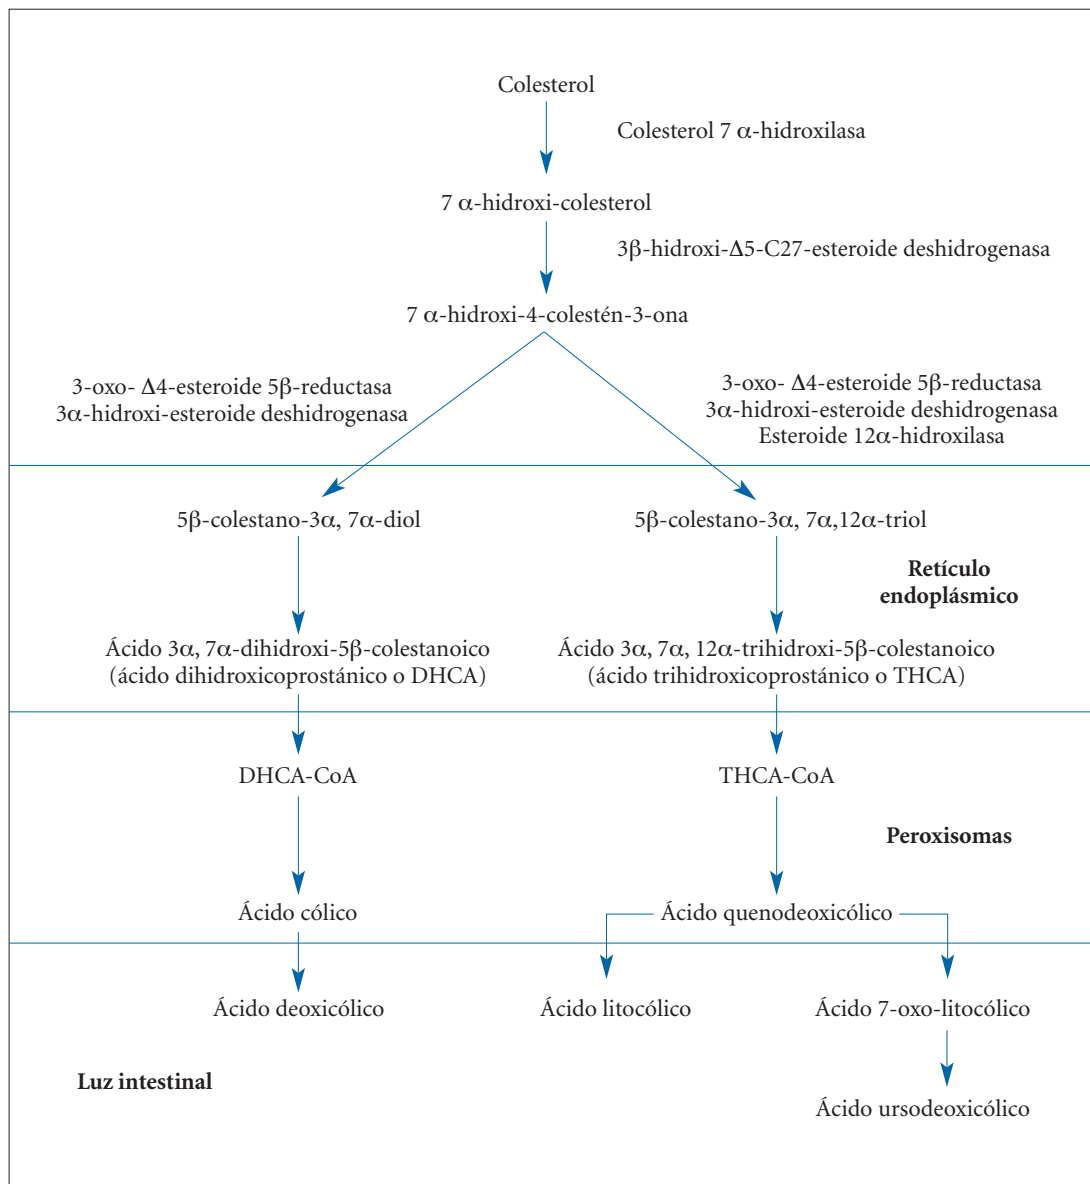 Colesterol
Colesterol 7 α-hidroxilasa
7 α-hidroxi-colesterol
3β-hidroxi-Δ5-C27-esteroide deshidrogenasa
7 α-hidroxi-4-colestén-3-ona
3-oxo- Δ4-esteroide 5β-reductasa
3α-hidroxi-esteroide deshidrogenasa
3-oxo- Δ4-esteroide 5β-reductasa
3α-hidroxi-esteroide deshidrogenasa
Esteroide 12α-hidroxilasa
5β-colestano-3α, 7α-diol
5β-colestano-3α, 7α,12α-triol
Retículo
endoplásmico
Ácido 3α, 7α-dihidroxi-5β-colestanoico
(ácido dihidroxicoprostánico o DHCA)
Ácido 3α, 7α, 12α-trihidroxi-5β-colestanoico
(ácido trihidroxicoprostánico o THCA)
DHCA-CoA
THCA-CoA
Peroxisomas
Ácido cólico
Ácido quenodeoxicólico
Ácido deoxicólico
Ácido litocólico
Ácido 7-oxo-litocólico
Luz intestinal
Ácido ursodeoxicólico